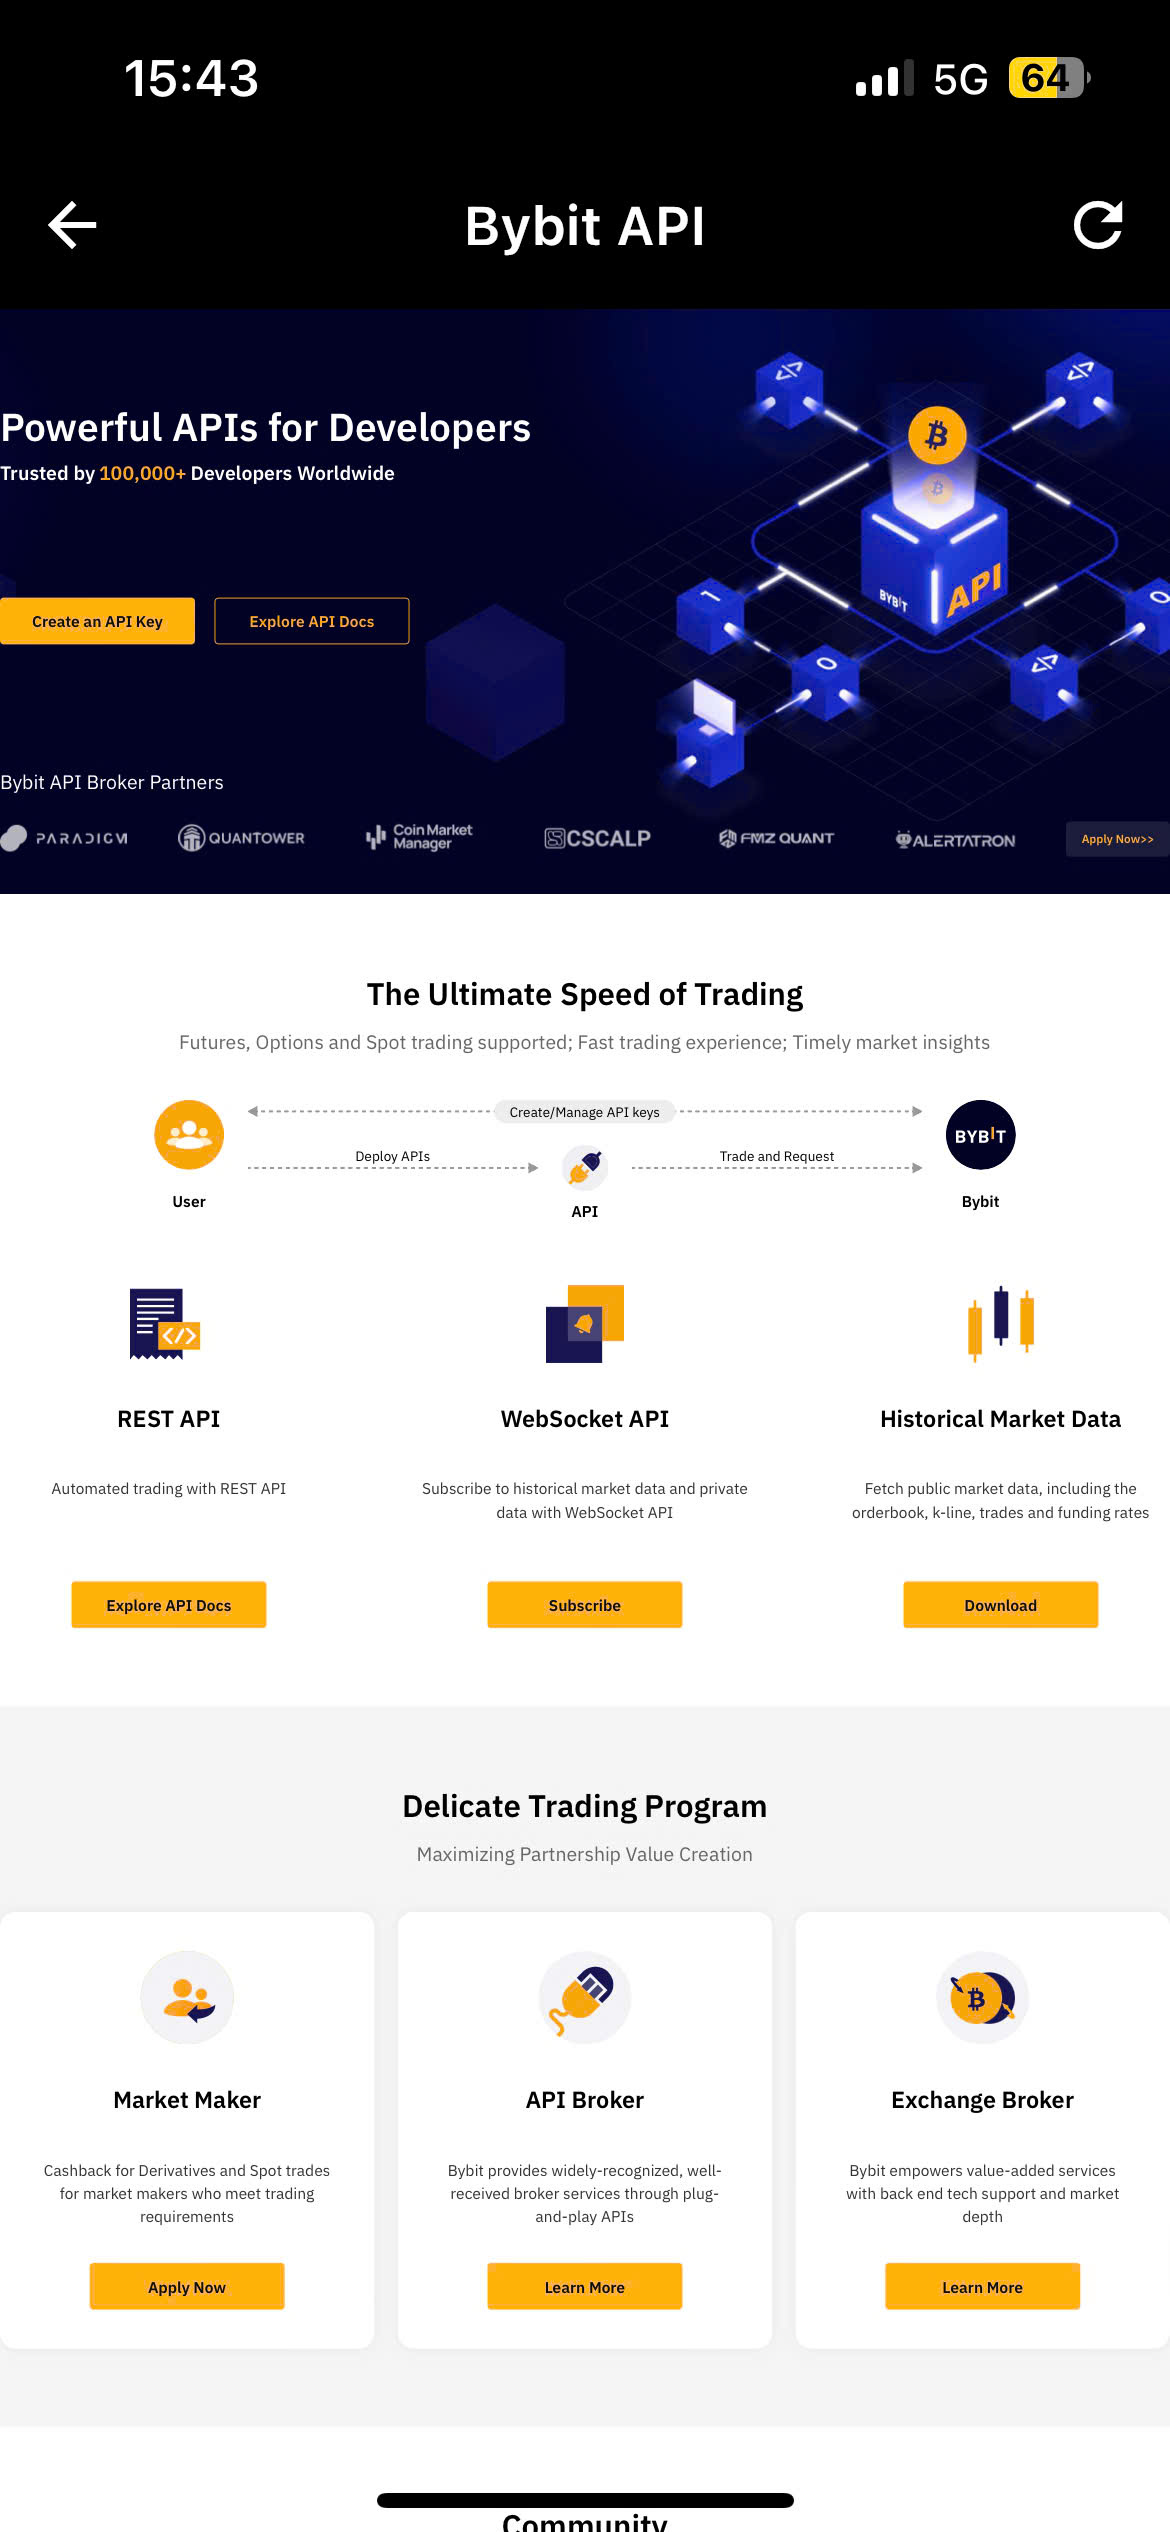 15:43
5G
64
Bybit API
Powerful APIs for Developers
Trusted by 100,000+ Developers Worldwide
BYBIT
API
Create an API Key
Explore API Docs
Bybit API Broker Partners
PARADIGM
QUANTOWER
Coin Market
Manager
CSCALP
FMZ QUANT
ALERTATRON
Apply Now>>
The Ultimate Speed of Trading
Futures, Options and Spot trading supported; Fast trading experience; Timely market insights
Create/Manage API keys
BYBIT
Deploy APIs
Trade and Request
User
API
Bybit
REST API
WebSocket API
Historical Market Data
Automated trading with REST API
Subscribe to historical market data and private
data with WebSocket API
Fetch public market data, including the
orderbook, k-line, trades and funding rates
Explore API Docs
Subscribe
Download
Delicate Trading Program
Maximizing Partnership Value Creation
Market Maker
Cashback for Derivatives and Spot trades
for market makers who meet trading
requirements
Apply Now
API Broker
Bybit provides widely-recognized, well-
received broker services through plug-
and-play APIs
Learn More
Exchange Broker
Bybit empowers value-added services
with back end tech support and market
depth
Learn More
Community